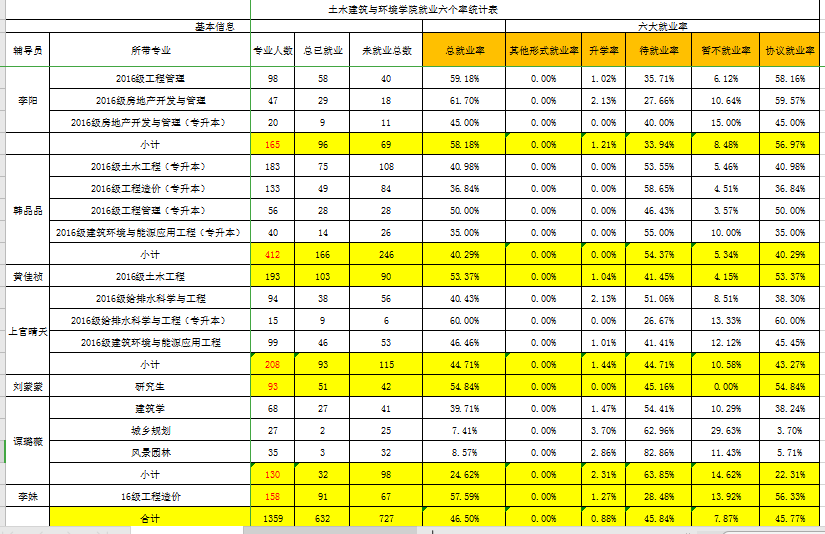 土木建筑与环境学院就业六个率统计表
基本信息 六大就业率
辅导员 所带专业 专业人数 总已就业 未就业总数 总就业率 其他形式就业率 升学率 待就业率 暂不就业率 协议就业率
李阳 2016级工程管理 98 58 40 59.18% 0.00% 1.02% 35.71% 6.12% 58.16%
2016级房地产开发与管理 47 29 18 61.70% 0.00% 2.13% 27.66% 10.64% 59.57%
2016级房地产开发与管理（专升本） 20 9 11 45.00% 0.00% 0.00% 40.00% 15.00% 45.00%
小计 165 96 69 58.18% 0.00% 1.21% 33.94% 8.48% 56.97%
韩晶晶 2016级土木工程（专升本） 183 75 108 40.98% 0.00% 0.00% 53.55% 5.46% 40.98%
2016级工程造价（专升本） 133 49 84 36.84% 0.00% 0.00% 58.65% 4.51% 36.84%
2016级工程管理（专升本） 56 28 28 50.00% 0.00% 0.00% 46.43% 3.57% 50.00%
2016级建筑环境与能源应用工程（专升本） 40 14 26 35.00% 0.00% 0.00% 55.00% 10.00% 35.00%
小计 412 166 246 40.29% 0.00% 0.00% 54.37% 5.34% 40.29%
黄佳祯 2016级土木工程 193 103 90 53.37% 0.00% 1.04% 41.45% 4.15% 53.37%
上官晴天 2016级给排水科学与工程 94 38 56 40.43% 0.00% 2.13% 51.06% 8.51% 38.30%
2016级给排水科学与工程（专升本） 15 9 6 60.00% 0.00% 0.00% 26.67% 13.33% 60.00%
2016级建筑环境与能源应用工程 99 46 53 46.46% 0.00% 1.01% 41.41% 12.12% 45.45%
小计 208 93 115 44.71% 0.00% 1.44% 44.71% 10.58% 43.27%
刘蒙蒙 研究生 93 51 42 54.84% 0.00% 0.00% 45.16% 0.00% 54.84%
谭璐薇 建筑学 68 27 41 39.71% 0.00% 1.47% 54.41% 10.29% 38.24%
城乡规划 27 2 25 7.41% 0.00% 3.70% 62.96% 29.63% 3.70%
风景园林 35 3 32 8.57% 0.00% 2.86% 82.86% 11.43% 5.71%
小计 130 32 98 24.62% 0.00% 2.31% 63.85% 14.62% 22.31%
李姝 16级工程造价 158 91 67 57.59% 0.00% 1.27% 28.48% 13.92% 56.33%
合计 1359 632 727 46.50% 0.00% 0.88% 45.84% 7.87% 45.77%